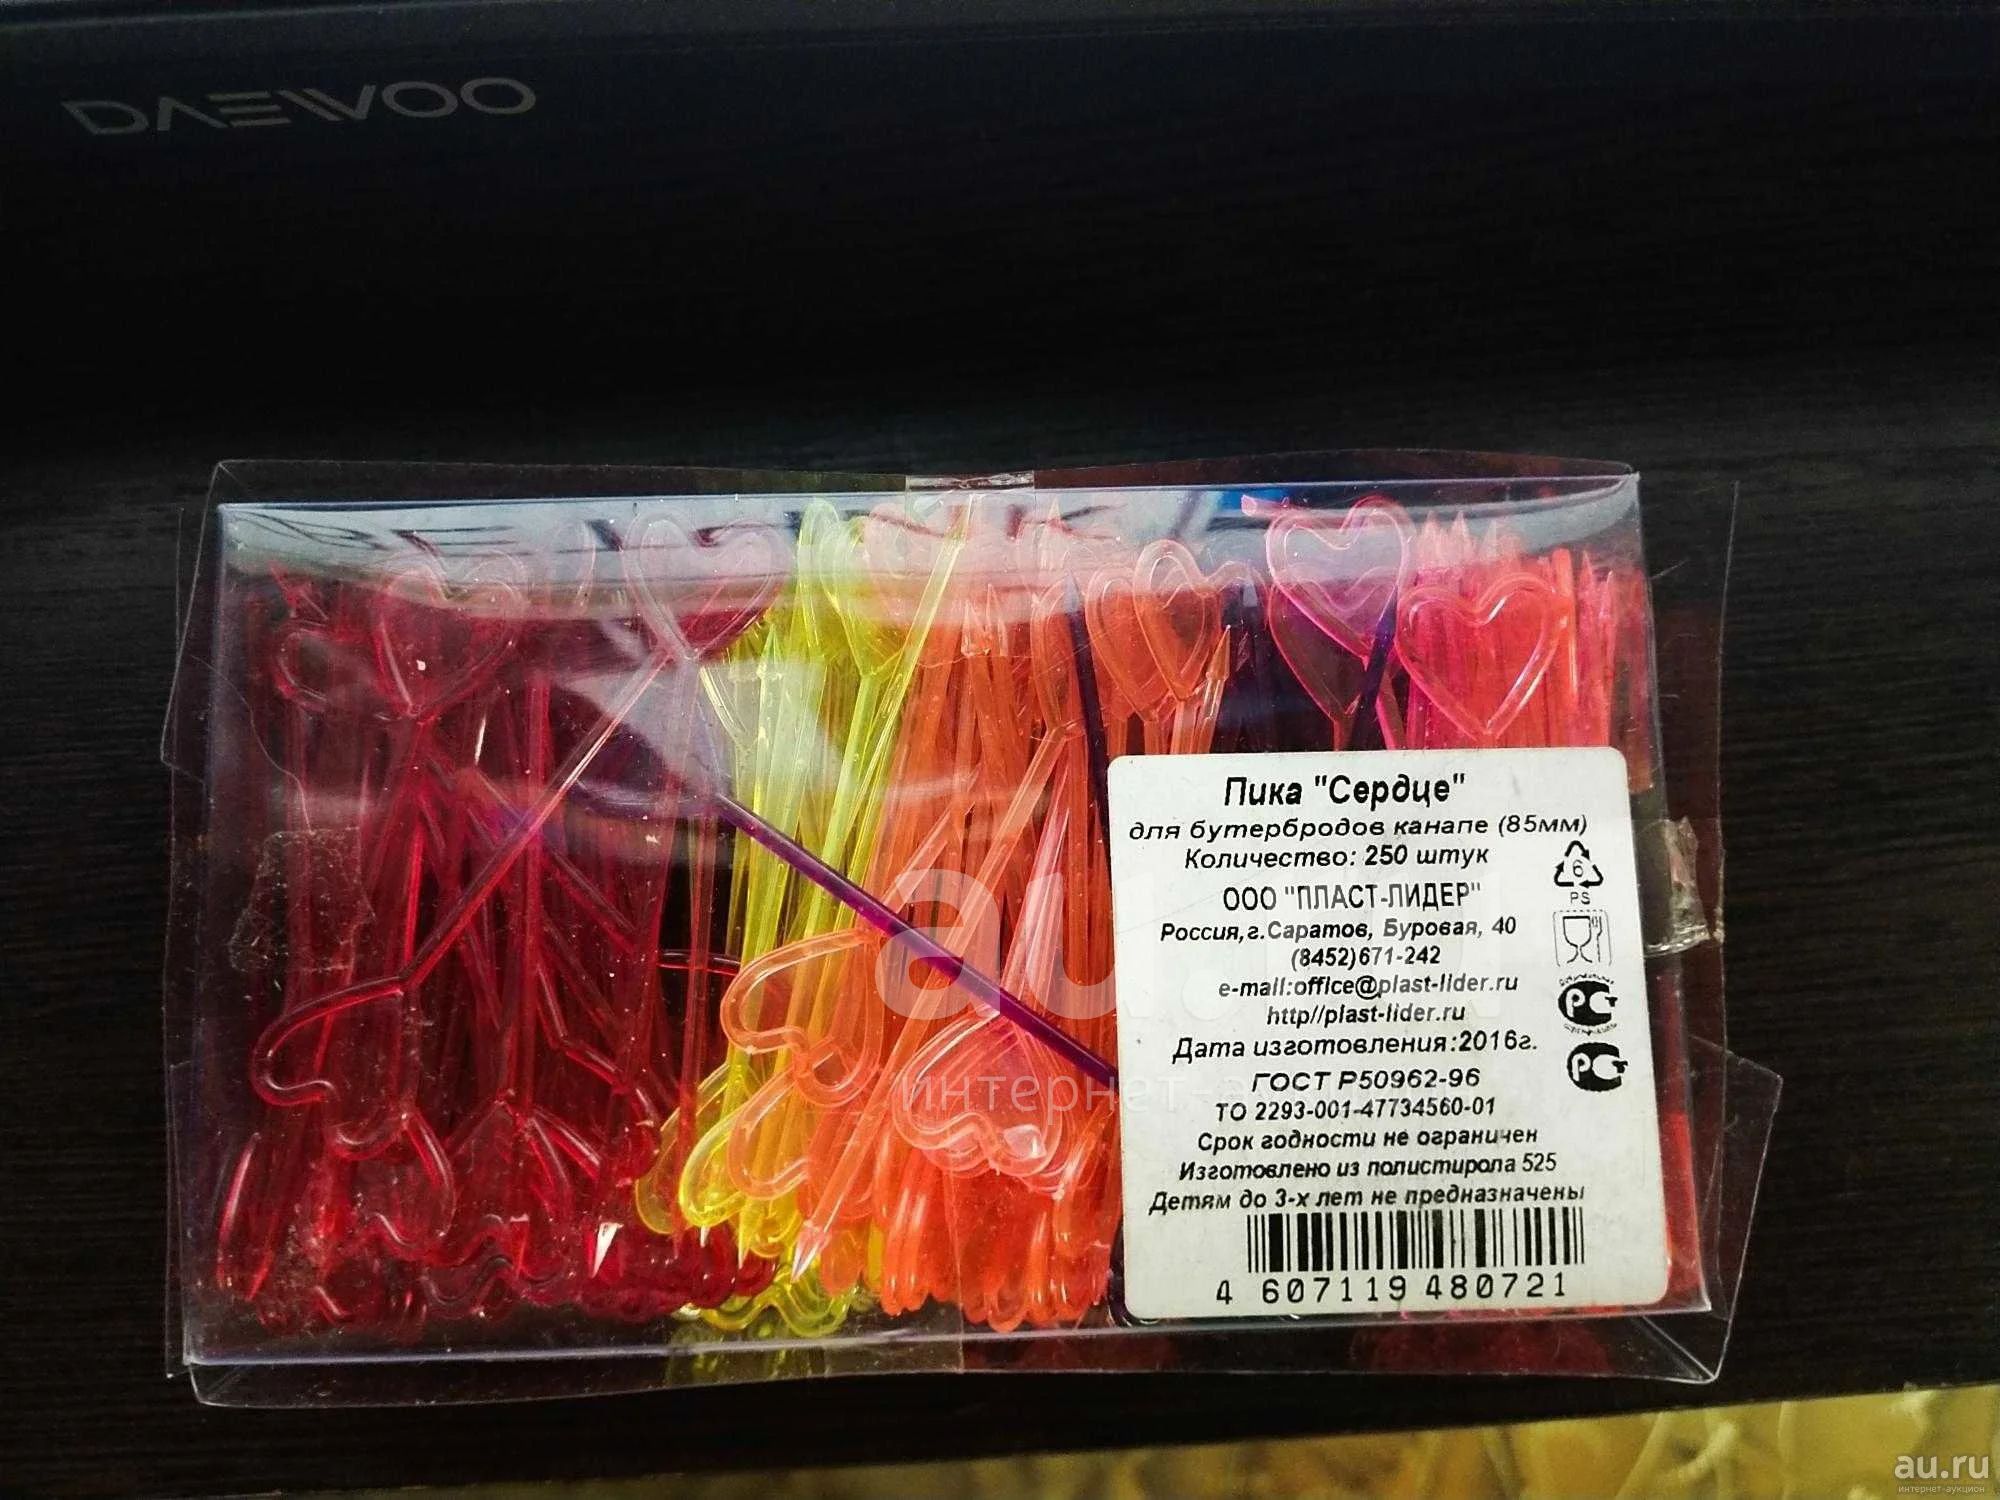 DAEWOO
Пика "Сердце"
для бутербродов канапе (85мм)
Количество: 250 штук
6
PS
ООО "ПЛАСТ-ЛИДЕР"
Россия,г.Саратов, Буровая, 40
(8452)671-242
e-mail:office@plast-lider.ru
http//plast-lider.ru
Дата изготовления:2016г.
ГОСТ Р50962-96
ТО 2293-001-47734560-01
Срок годности не ограничен
Изготовлено из полистирола 525
Детям до 3-х лет не предназначены
4 607119 480721
au.ru
интернет-аукцион